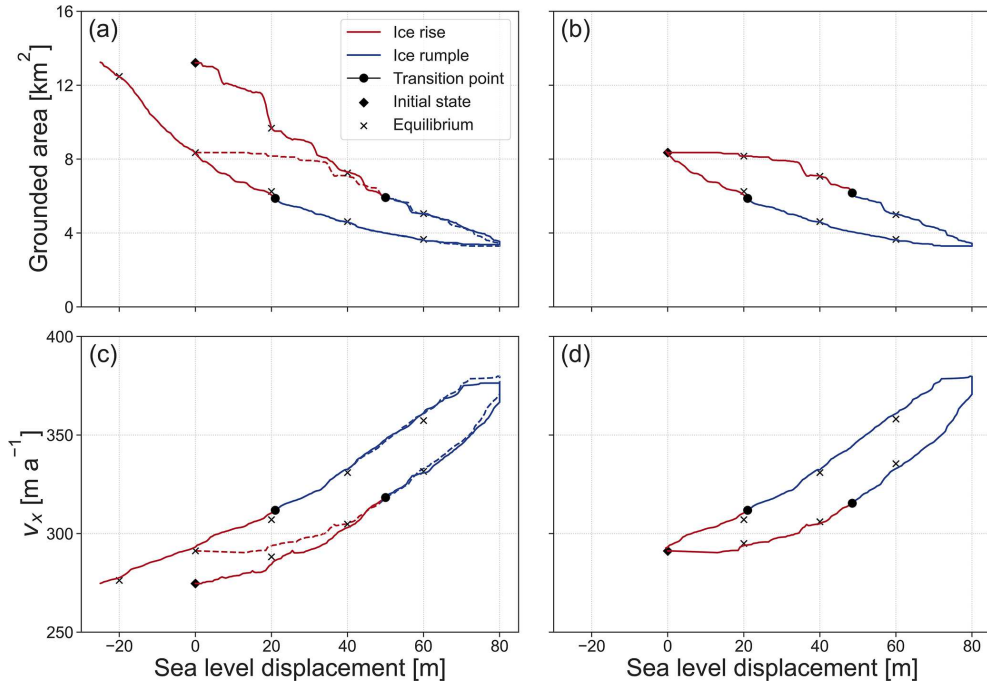 (a)
Ice rise
Ice rumple
Transition point
Initial state
Equilibrium
Grounded area [km²]
16
12
8
4
0
(b)
(c)
vₓ [m a⁻¹]
400
350
300
250
−20 0 20 40 60 80
Sea level displacement [m]
(d)
−20 0 20 40 60 80
Sea level displacement [m]